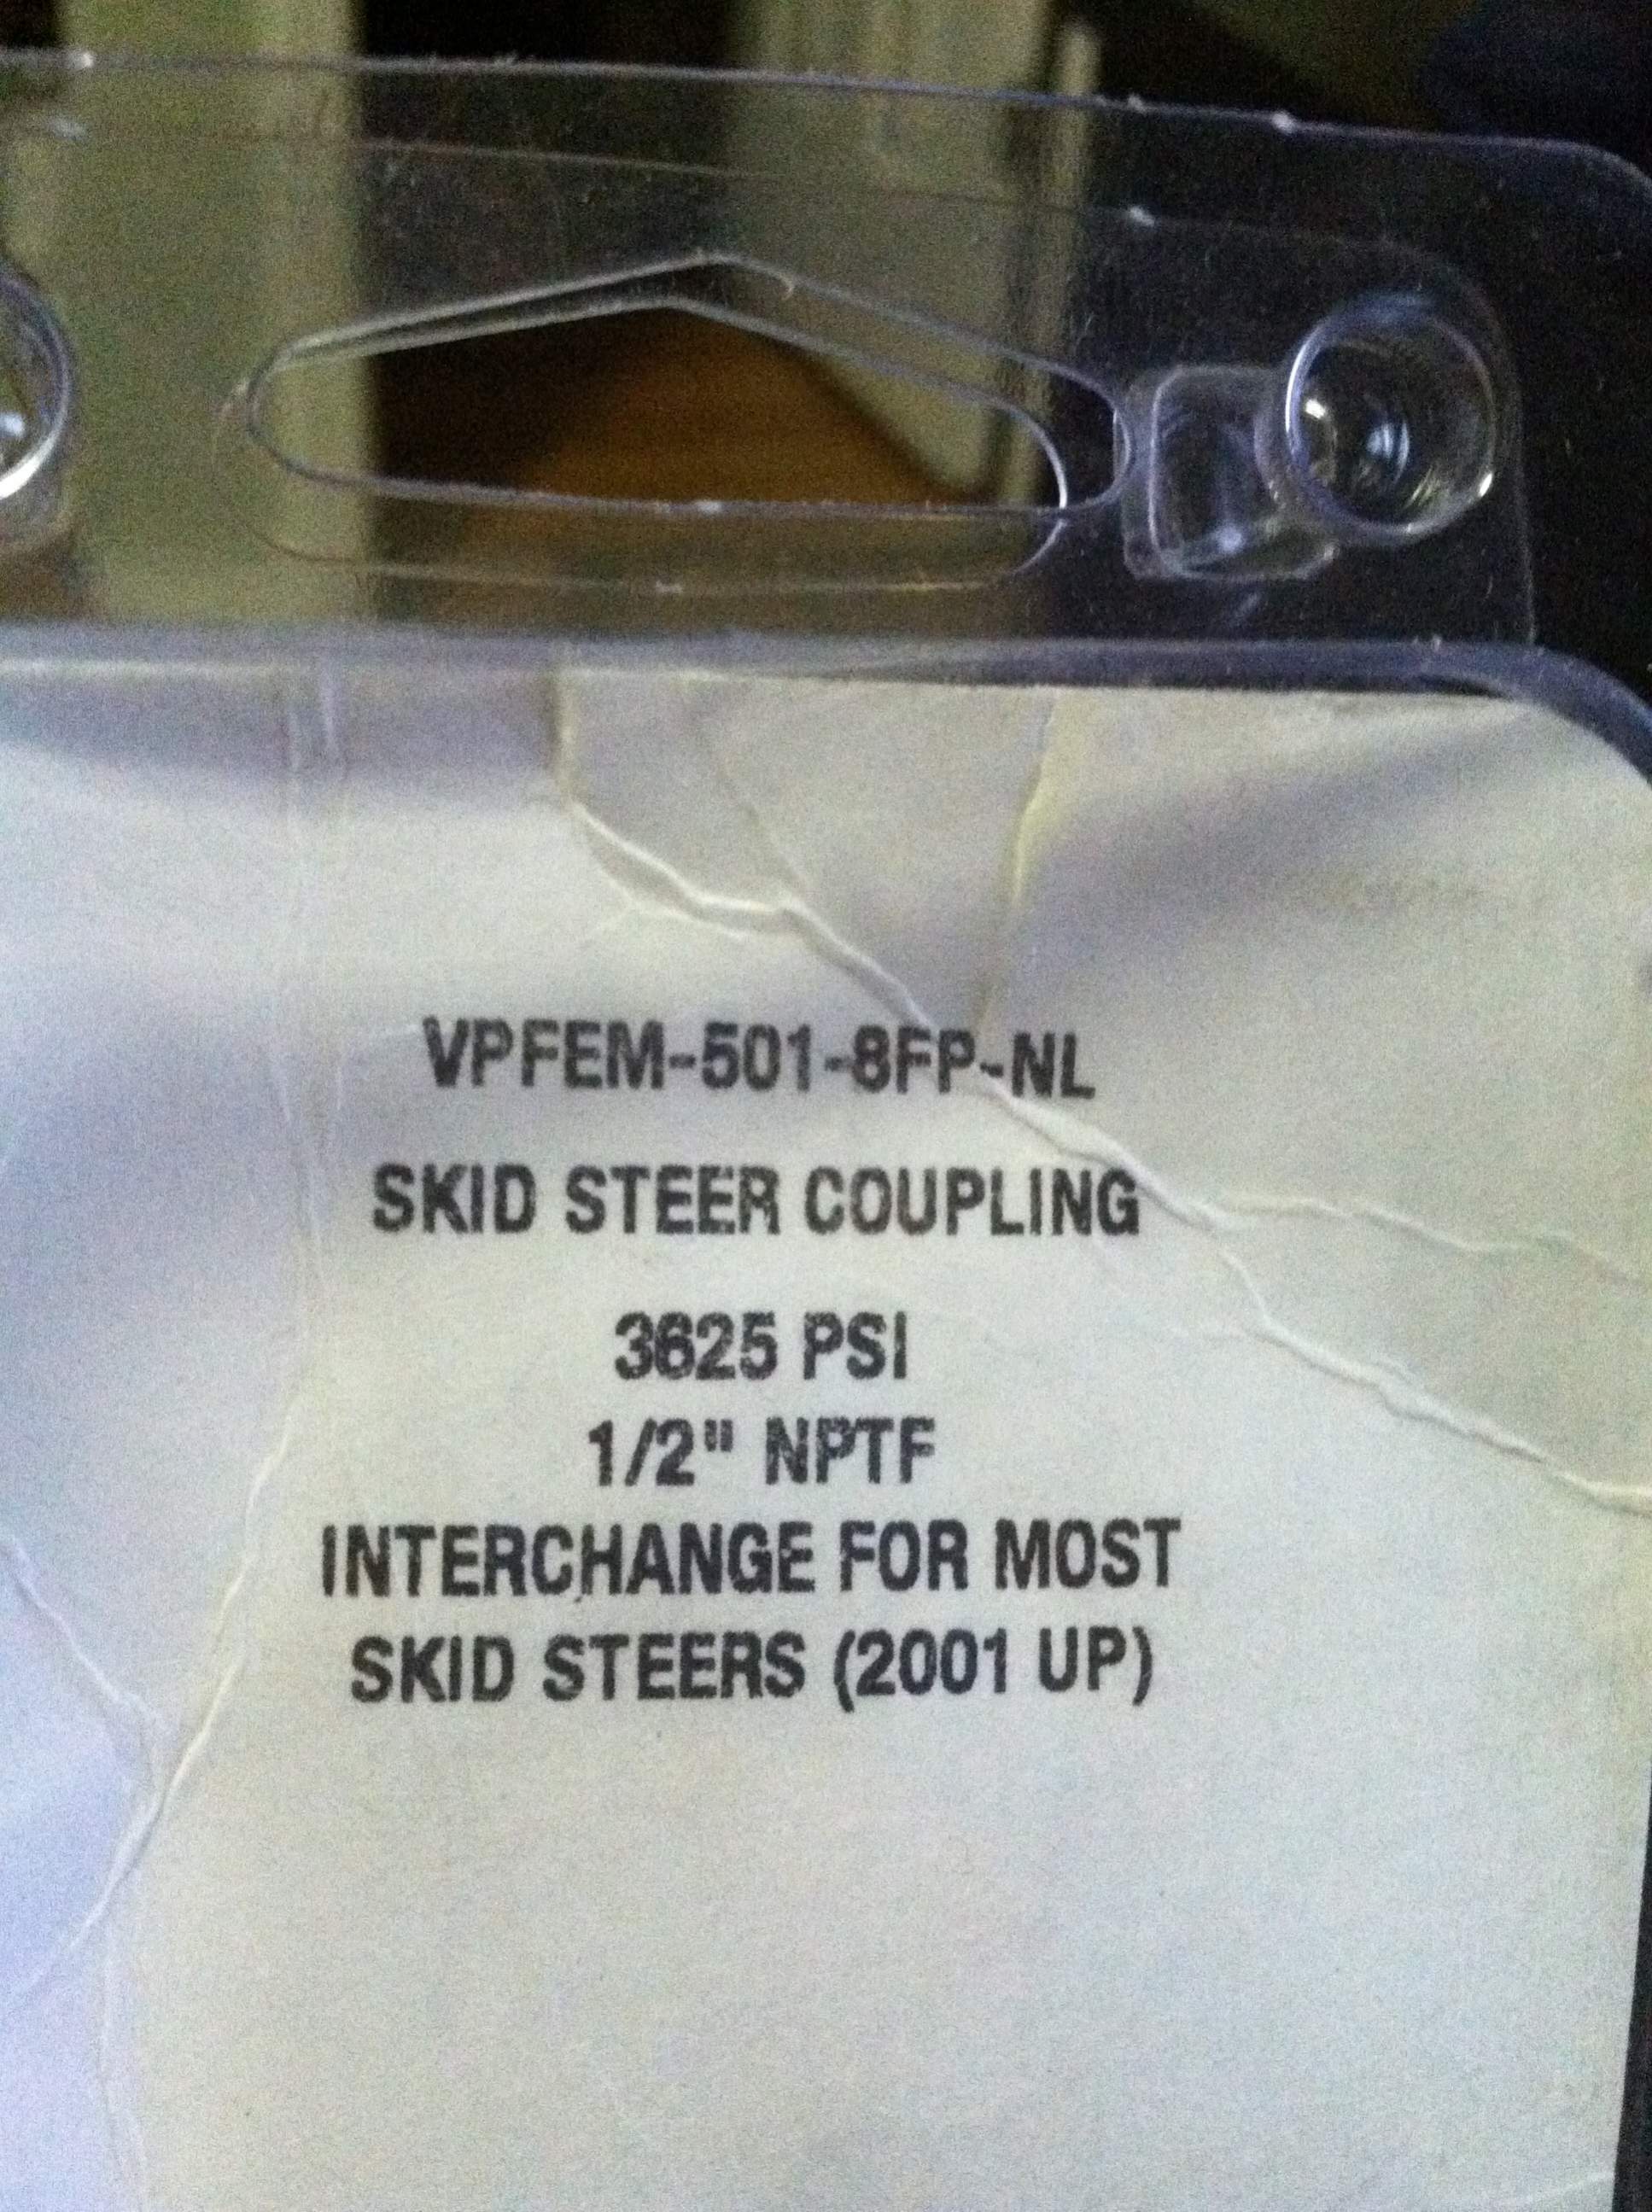 VPFEM-501-8FP-NL
SKID STEER COUPLING
3625 PSI
1/2" NPTF
INTERCHANGE FOR MOST
SKID STEERS (2001 UP)